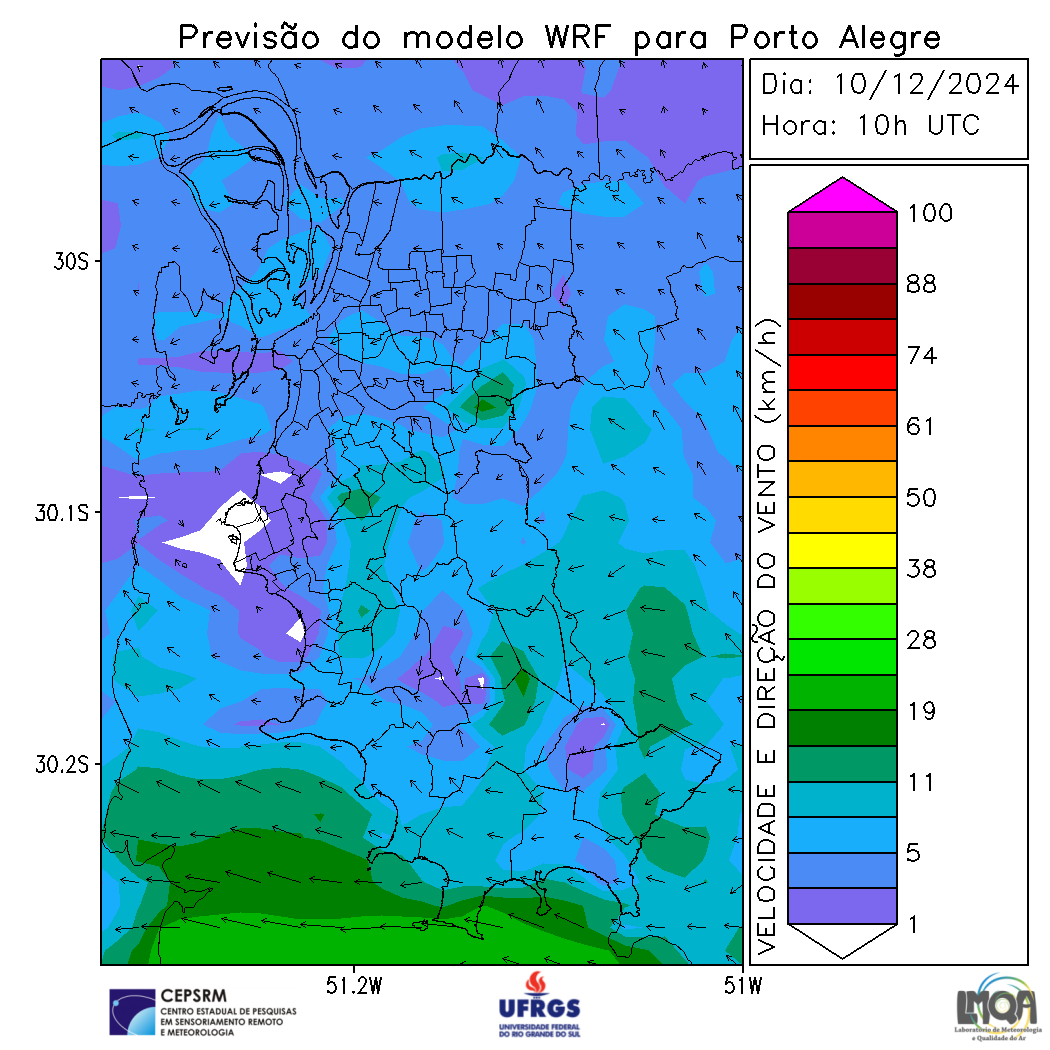 Previsão do modelo WRF para Porto Alegre
Dia: 10/12/2024
Hora: 10h UTC
30S
30.1S
30.2S
51.2W
51W
VELOCIDADE E DIREÇÃO DO VENTO (km/h)
100
88
74
61
50
38
28
19
11
5
1
CEPSRM
CENTRO ESTADUAL DE PESQUISAS
EM SENSORIAMENTO REMOTO
E METEOROLOGIA
UFRGS
UNIVERSIDADE FEDERAL
DO RIO GRANDE DO SUL
LMQA
Laboratório de Meteorologia
e Qualidade do Ar